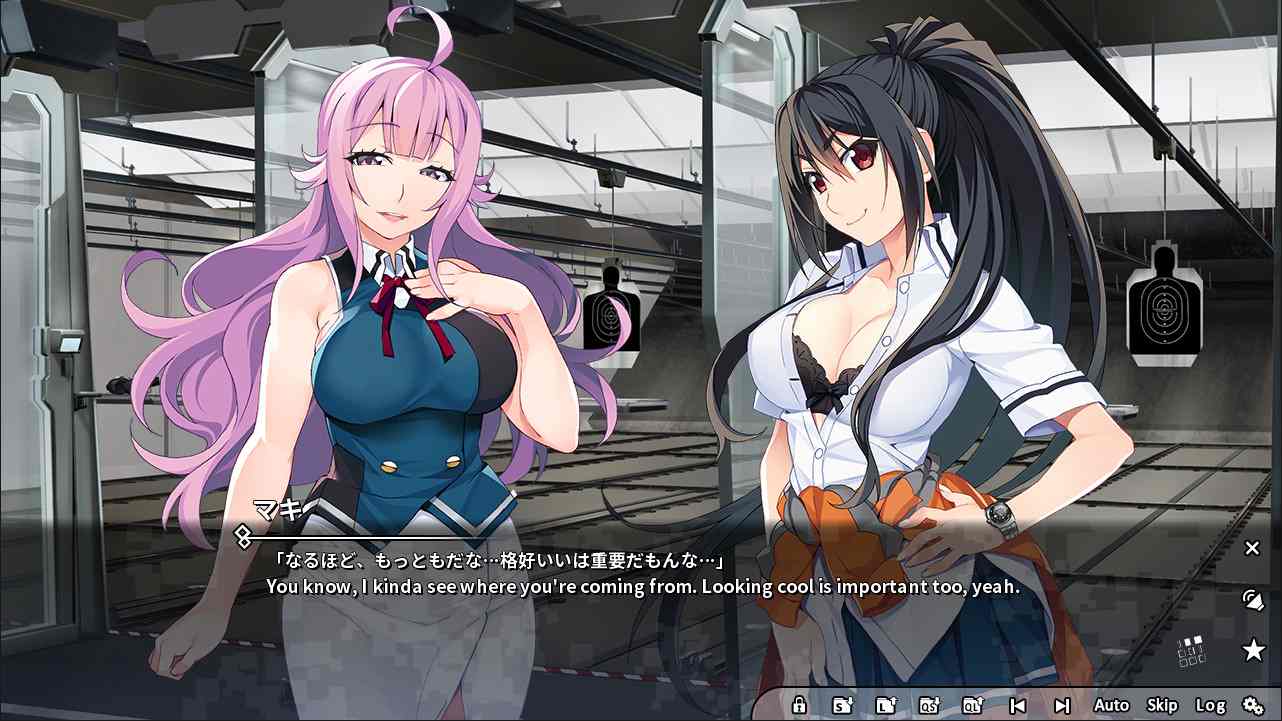 マキ
「なるほど、もっともだな…格好いいは重要だもんな…」
You know, I kinda see where you're coming from. Looking cool is important too, yeah.
S L QS QL Auto Skip Log